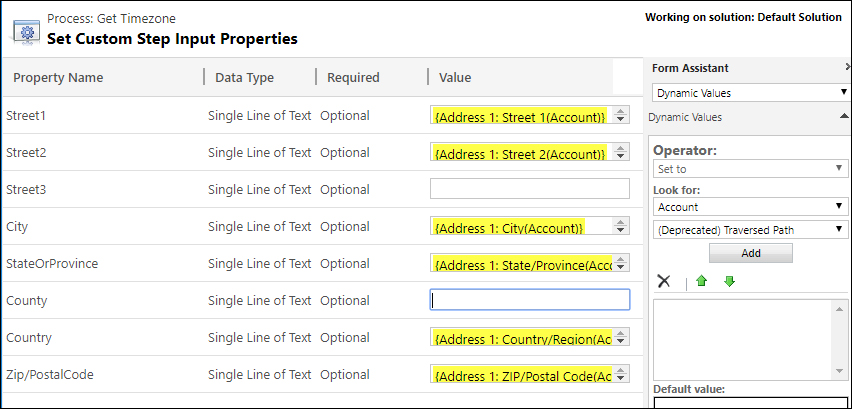 Process: Get Timezone
Working on solution: Default Solution
Set Custom Step Input Properties
Property Name Data Type Required Value
Street1 Single Line of Text Optional {Address 1: Street 1(Account)}
Street2 Single Line of Text Optional {Address 1: Street 2(Account)}
Street3 Single Line of Text Optional
City Single Line of Text Optional {Address 1: City(Account)}
StateOrProvince Single Line of Text Optional {Address 1: State/Province(Acc
County Single Line of Text Optional
Country Single Line of Text Optional {Address 1: Country/Region(Ac
Zip/PostalCode Single Line of Text Optional {Address 1: ZIP/Postal Code(Ac
Form Assistant
Dynamic Values
Dynamic Values
Operator:
Set to
Look for:
Account
(Deprecated) Traversed Path
Add
Default value: